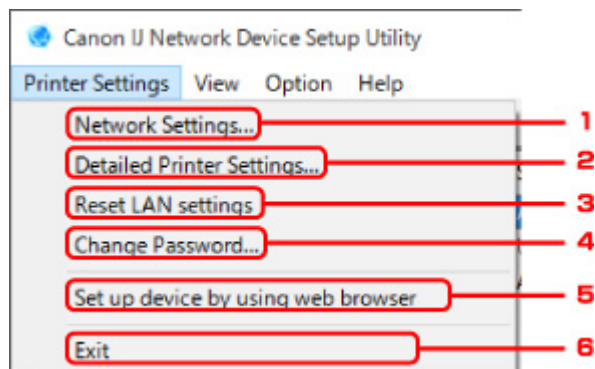 Canon IJ Network Device Setup Utility
Printer Settings View Option Help
Network Settings... 1
Detailed Printer Settings... 2
Reset LAN settings 3
Change Password... 4
Set up device by using web browser 5
Exit 6